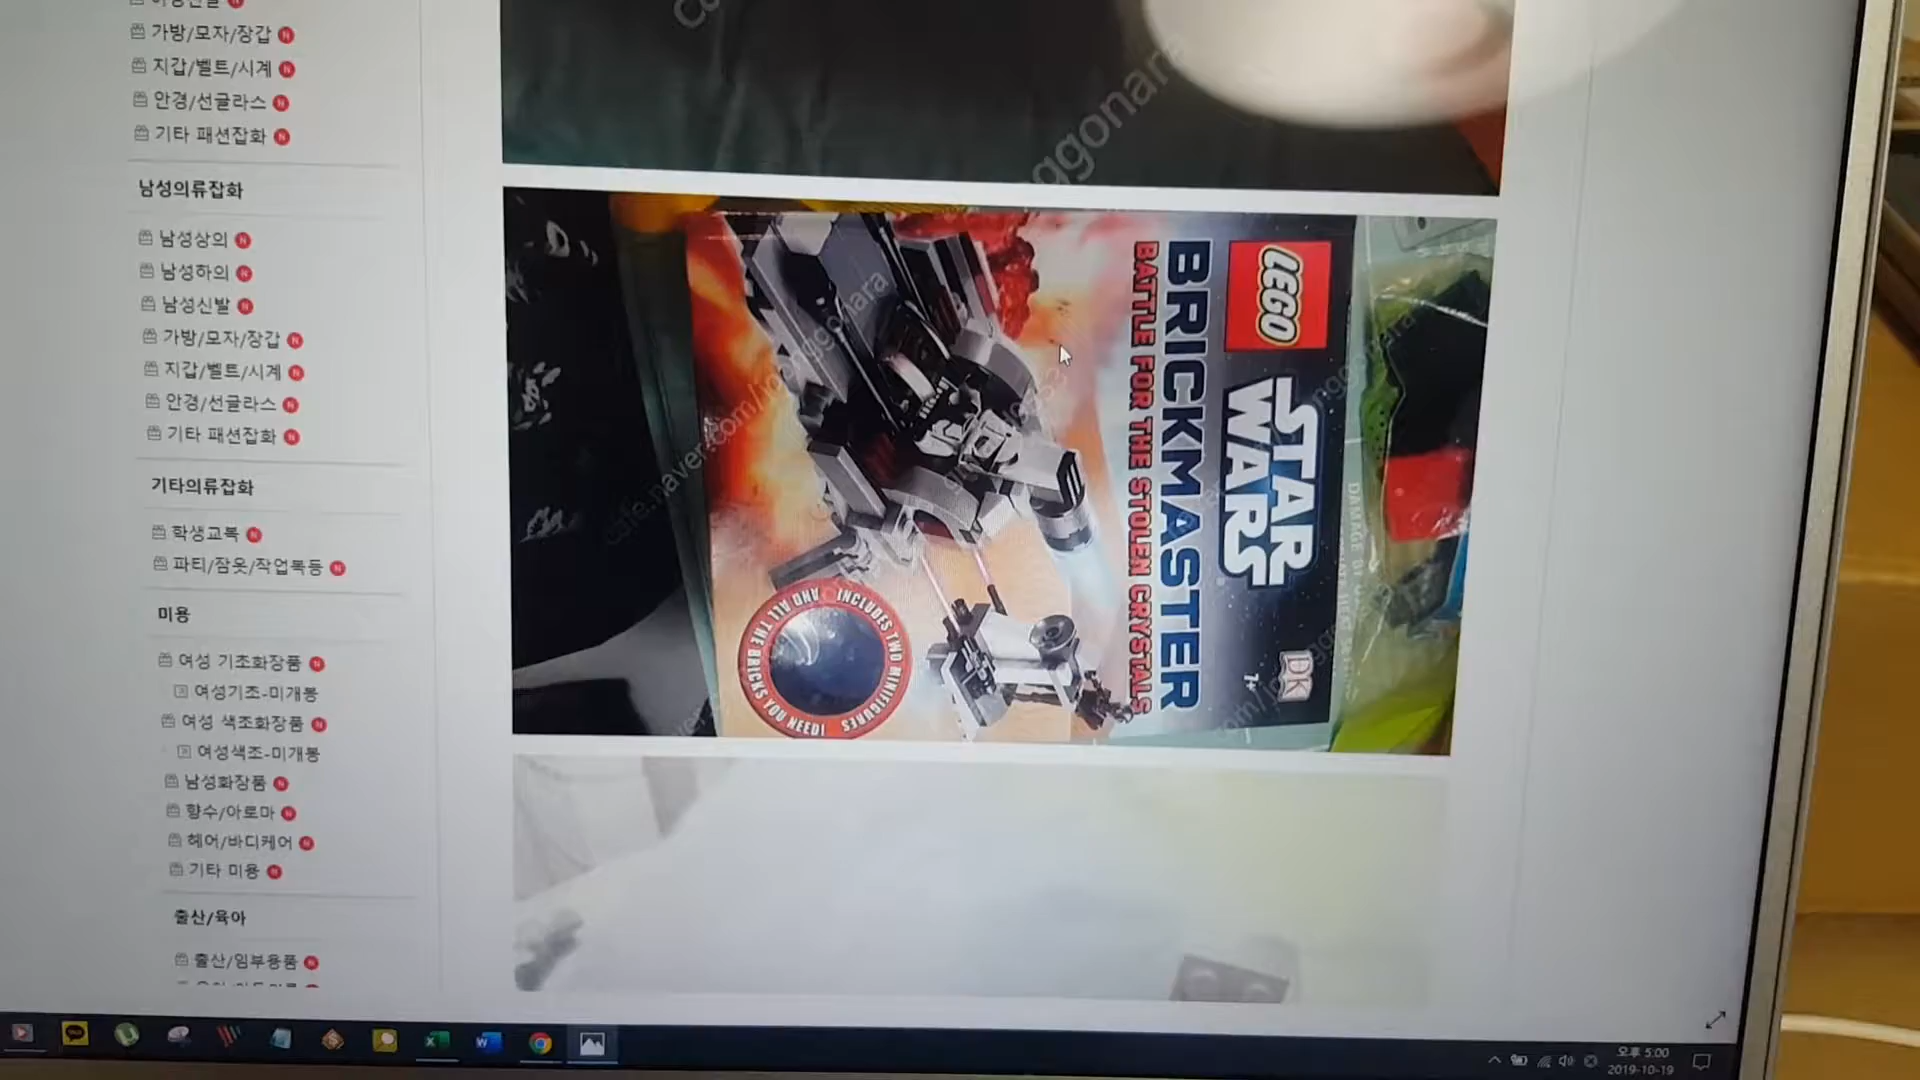 가방/모자/장갑
지갑/벨트/시계
안경/선글라스
기타 패션잡화
남성의류잡화
남성상의
남성하의
남성신발
가방/모자/장갑
지갑/벨트/시계
안경/선글라스
기타 패션잡화
기타의류잡화
학생교복
파티/잠옷/작업복등
미용
여성 기초화장품
여성기초-미개봉
여성 색조화장품
여성색조-미개봉
남성화장품
향수/아로마
헤어/바디케어
기타 미용
출산/육아
출산/임부용품
LEGO
STAR
WARS
BRICKMASTER
BATTLE FOR THE STOLEN CRYSTALS
DK
7+
INCLUDES TWO MINIFIGURES
AND ALL THE BRICKS YOU NEED!
cafe.naver.com/joonggonara
오후 5:00
2019-10-19